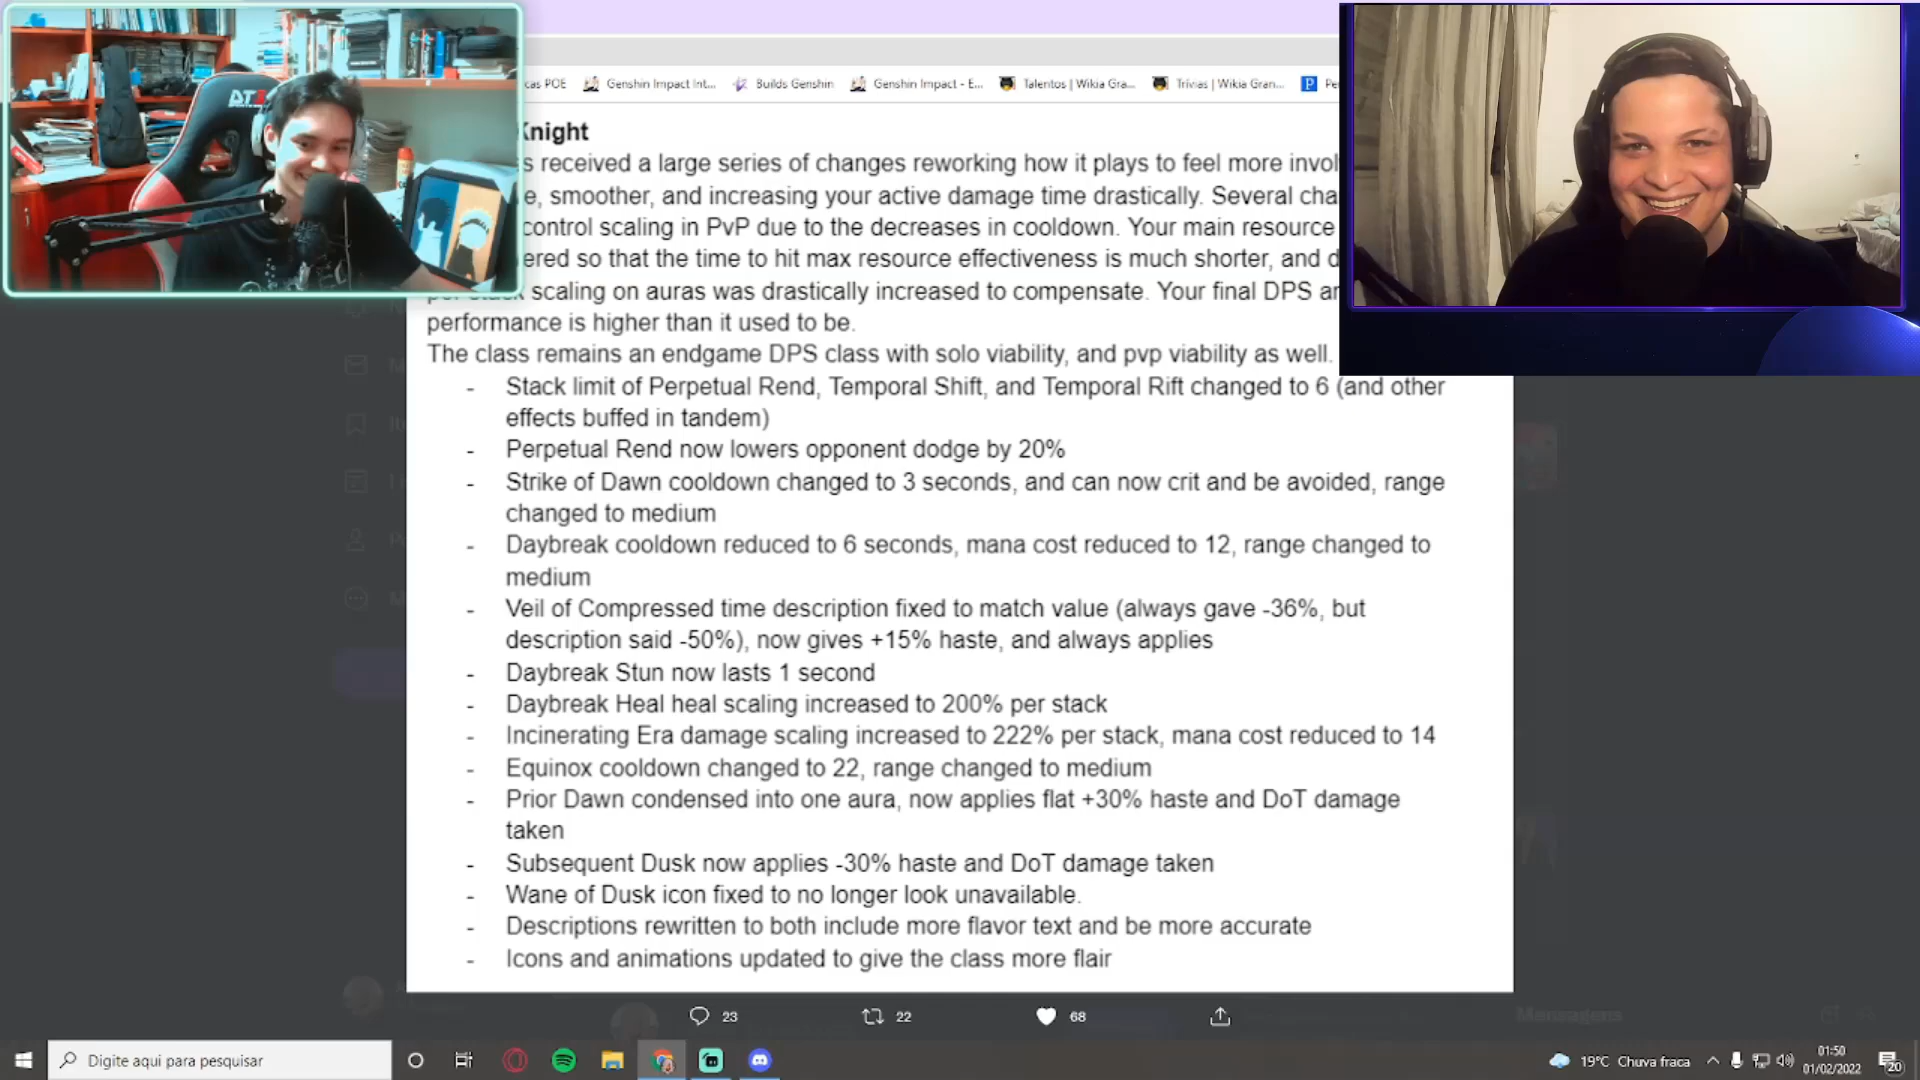 cas POE Genshin Impact Int... Builds Genshin Genshin Impact - E... Talentos | Wikia Gra... Trivias | Wikia Gran... Pe
Knight
s received a large series of changes reworking how it plays to feel more invol
e, smoother, and increasing your active damage time drastically. Several cha
control scaling in PvP due to the decreases in cooldown. Your main resource
ered so that the time to hit max resource effectiveness is much shorter, and d
scaling on auras was drastically increased to compensate. Your final DPS an
performance is higher than it used to be.
The class remains an endgame DPS class with solo viability, and pvp viability as well.
- Stack limit of Perpetual Rend, Temporal Shift, and Temporal Rift changed to 6 (and other
effects buffed in tandem)
- Perpetual Rend now lowers opponent dodge by 20%
- Strike of Dawn cooldown changed to 3 seconds, and can now crit and be avoided, range
changed to medium
- Daybreak cooldown reduced to 6 seconds, mana cost reduced to 12, range changed to
medium
- Veil of Compressed time description fixed to match value (always gave -36%, but
description said -50%), now gives +15% haste, and always applies
- Daybreak Stun now lasts 1 second
- Daybreak Heal heal scaling increased to 200% per stack
- Incinerating Era damage scaling increased to 222% per stack, mana cost reduced to 14
- Equinox cooldown changed to 22, range changed to medium
- Prior Dawn condensed into one aura, now applies flat +30% haste and DoT damage
taken
- Subsequent Dusk now applies -30% haste and DoT damage taken
- Wane of Dusk icon fixed to no longer look unavailable.
- Descriptions rewritten to both include more flavor text and be more accurate
- Icons and animations updated to give the class more flair
23 22 68
Mensagens
Digite aqui para pesquisar
19°C Chuva fraca
01:50
01/02/2022
20